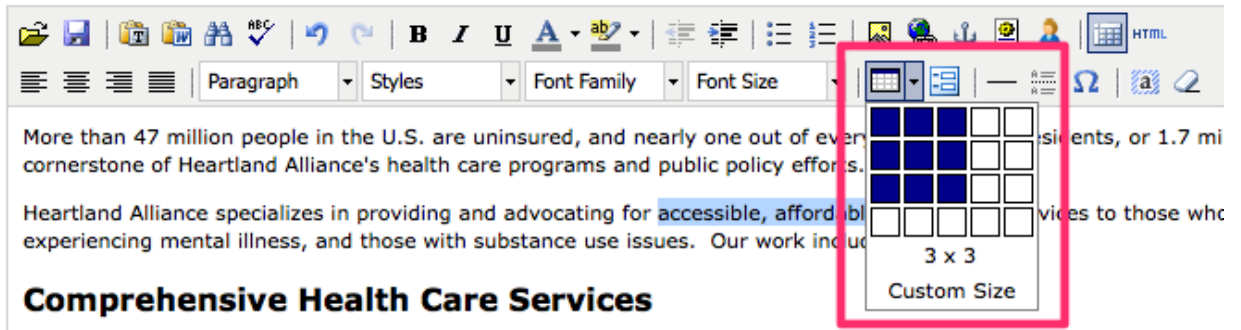 ABC B I U A ab HTML
Paragraph Styles Font Family Font Size Ω a
More than 47 million people in the U.S. are uninsured, and nearly one out of every sidents, or 1.7 mi
cornerstone of Heartland Alliance's health care programs and public policy efforts.
Heartland Alliance specializes in providing and advocating for accessible, affordabl vices to those who
experiencing mental illness, and those with substance use issues. Our work includ
3 x 3
Custom Size
Comprehensive Health Care Services